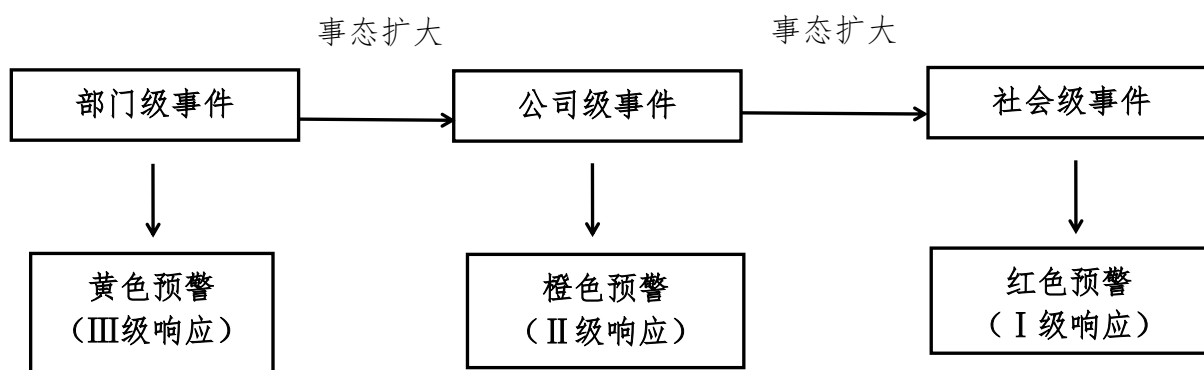 事态扩大
事态扩大
部门级事件
公司级事件
社会级事件
黄色预警
（Ⅲ级响应）
橙色预警
（Ⅱ级响应）
红色预警
（Ⅰ级响应）